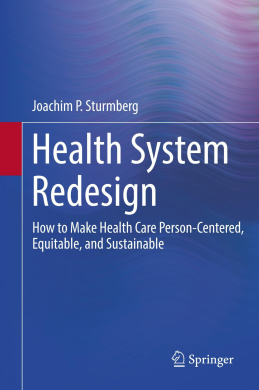 Joachim P. Sturmberg
Health System
Redesign
How to Make Health Care Person-Centered,
Equitable, and Sustainable
Springer